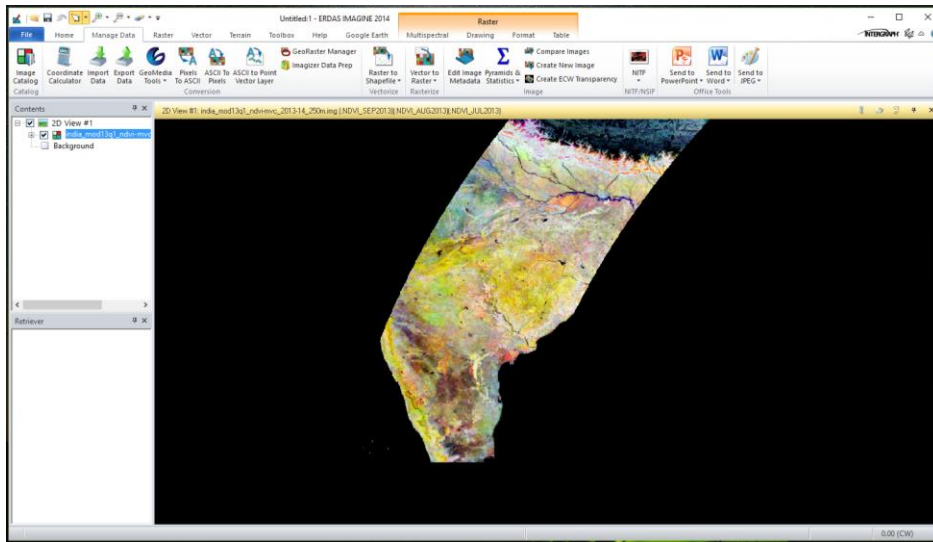 Untitled:1 - ERDAS IMAGINE 2014
Raster
File Home Manage Data Raster Vector Terrain Toolbox Help Google Earth Multispectral Drawing Format Table
INTERGRAPH
Image Catalog
Coordinate Calculator
Import Data
Export Data
GeoMedia Tools
Pixels To ASCII
ASCII To Pixels
ASCII to Point Vector Layer
GeoRaster Manager
Imagizer Data Prep
Raster to Shapefile
Vector to Raster
Edit Image Metadata
Pyramids & Statistics
Compare Images
Create New Image
Create ECW Transparency
NITF
Send to PowerPoint
Send to Word
Send to JPEG
Catalog Conversion Vectorize Rasterize Image NITF/NSIF Office Tools
Contents
2D View #1: india_mod13q1_ndvi-mvc_2013-14_250m.img (:NDVI_SEP2013)(:NDVI_AUG2013)(:NDVI_JUL2013)
2D View #1
india_mod13q1_ndvi-mvc
Background
Retriever
0.00 (CW)